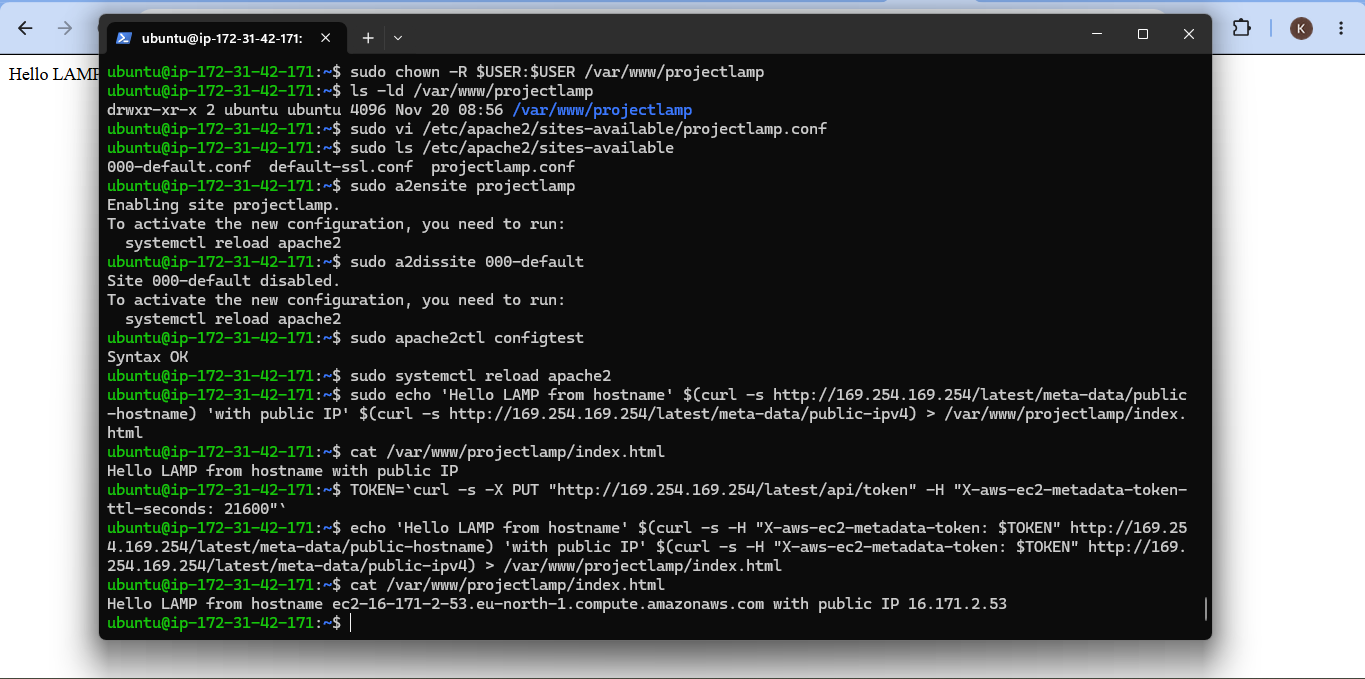 ubuntu@ip-172-31-42-171:
K
Hello LAMP
ubuntu@ip-172-31-42-171:~$ sudo chown -R $USER:$USER /var/www/projectlamp
ubuntu@ip-172-31-42-171:~$ ls -ld /var/www/projectlamp
drwxr-xr-x 2 ubuntu ubuntu 4096 Nov 20 08:56 /var/www/projectlamp
ubuntu@ip-172-31-42-171:~$ sudo vi /etc/apache2/sites-available/projectlamp.conf
ubuntu@ip-172-31-42-171:~$ sudo ls /etc/apache2/sites-available
000-default.conf  default-ssl.conf  projectlamp.conf
ubuntu@ip-172-31-42-171:~$ sudo a2ensite projectlamp
Enabling site projectlamp.
To activate the new configuration, you need to run:
  systemctl reload apache2
ubuntu@ip-172-31-42-171:~$ sudo a2dissite 000-default
Site 000-default disabled.
To activate the new configuration, you need to run:
  systemctl reload apache2
ubuntu@ip-172-31-42-171:~$ sudo apache2ctl configtest
Syntax OK
ubuntu@ip-172-31-42-171:~$ sudo systemctl reload apache2
ubuntu@ip-172-31-42-171:~$ sudo echo 'Hello LAMP from hostname' $(curl -s http://169.254.169.254/latest/meta-data/public
-hostname) 'with public IP' $(curl -s http://169.254.169.254/latest/meta-data/public-ipv4) > /var/www/projectlamp/index.
html
ubuntu@ip-172-31-42-171:~$ cat /var/www/projectlamp/index.html
Hello LAMP from hostname with public IP
ubuntu@ip-172-31-42-171:~$ TOKEN=`curl -s -X PUT "http://169.254.169.254/latest/api/token" -H "X-aws-ec2-metadata-token-
ttl-seconds: 21600"`
ubuntu@ip-172-31-42-171:~$ echo 'Hello LAMP from hostname' $(curl -s -H "X-aws-ec2-metadata-token: $TOKEN" http://169.25
4.169.254/latest/meta-data/public-hostname) 'with public IP' $(curl -s -H "X-aws-ec2-metadata-token: $TOKEN" http://169.
254.169.254/latest/meta-data/public-ipv4) > /var/www/projectlamp/index.html
ubuntu@ip-172-31-42-171:~$ cat /var/www/projectlamp/index.html
Hello LAMP from hostname ec2-16-171-2-53.eu-north-1.compute.amazonaws.com with public IP 16.171.2.53
ubuntu@ip-172-31-42-171:~$